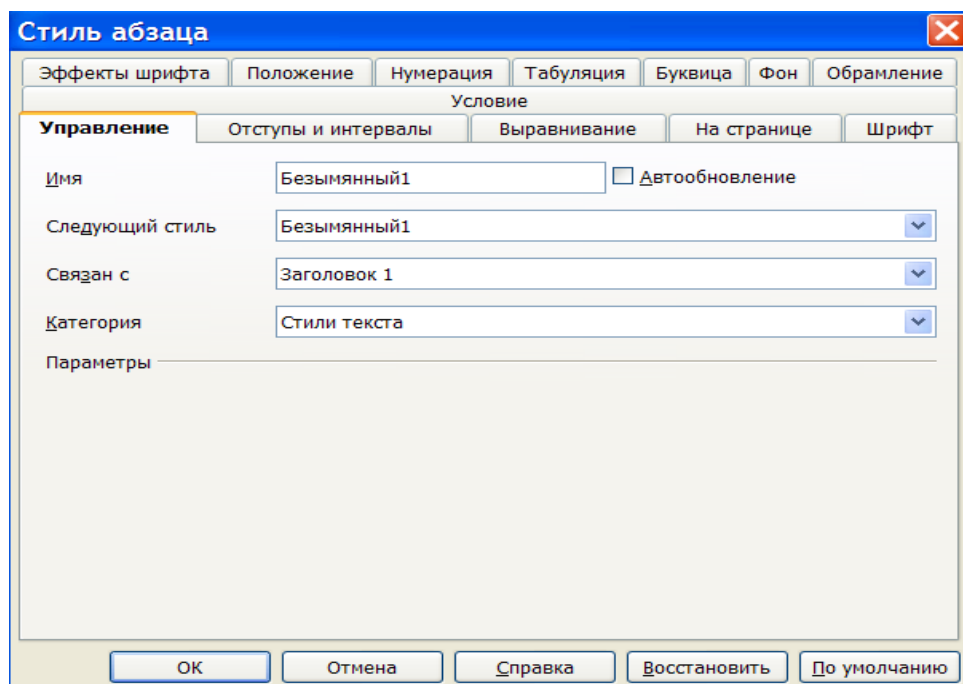 Стиль абзаца
Эффекты шрифта Положение Нумерация Табуляция Буквица Фон Обрамление
Условие
Управление Отступы и интервалы Выравнивание На странице Шрифт
Имя Безымянный1 Автообновление
Следующий стиль Безымянный1
Связан с Заголовок 1
Категория Стили текста
Параметры
ОК Отмена Справка Восстановить По умолчанию